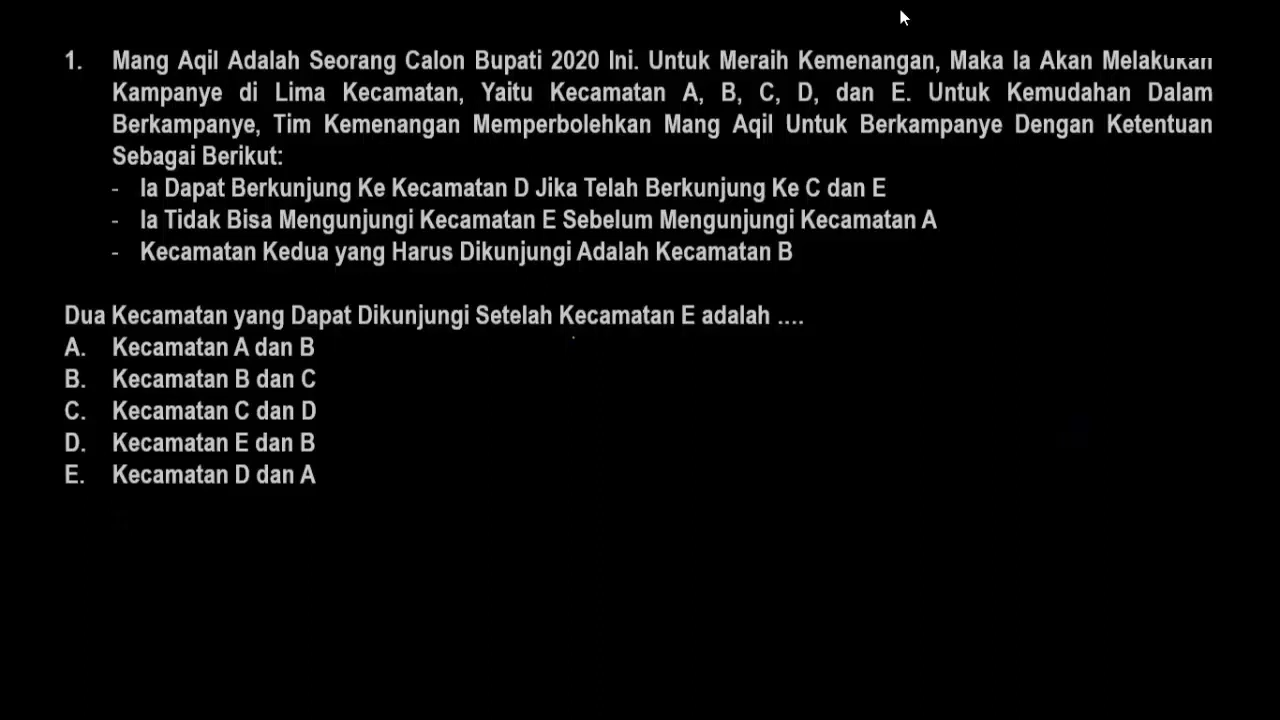 1. Mang Aqil Adalah Seorang Calon Bupati 2020 Ini. Untuk Meraih Kemenangan, Maka Ia Akan Melakukan
Kampanye di Lima Kecamatan, Yaitu Kecamatan A, B, C, D, dan E. Untuk Kemudahan Dalam
Berkampanye, Tim Kemenangan Memperbolehkan Mang Aqil Untuk Berkampanye Dengan Ketentuan
Sebagai Berikut:
- Ia Dapat Berkunjung Ke Kecamatan D Jika Telah Berkunjung Ke C dan E
- Ia Tidak Bisa Mengunjungi Kecamatan E Sebelum Mengunjungi Kecamatan A
- Kecamatan Kedua yang Harus Dikunjungi Adalah Kecamatan B
Dua Kecamatan yang Dapat Dikunjungi Setelah Kecamatan E adalah ....
A. Kecamatan A dan B
B. Kecamatan B dan C
C. Kecamatan C dan D
D. Kecamatan E dan B
E. Kecamatan D dan A